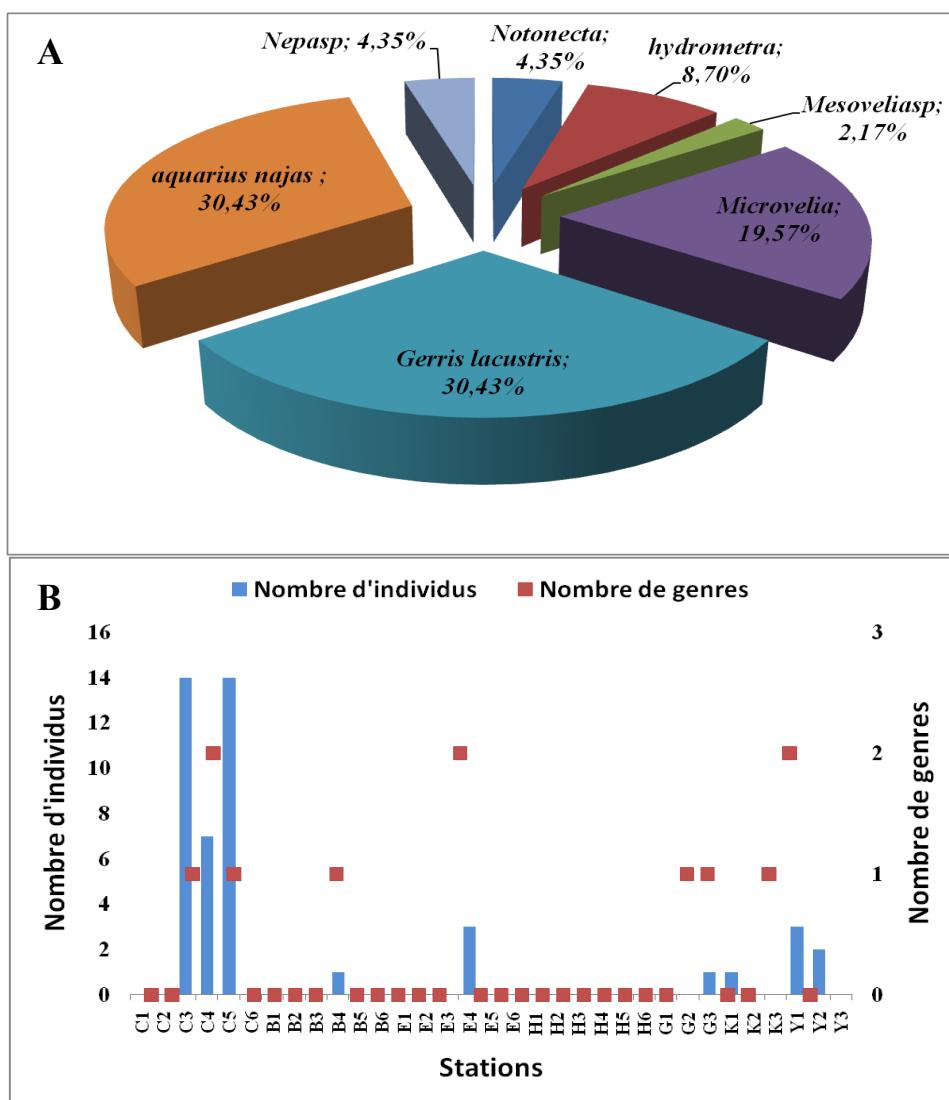 A
Nepasp; 4,35%
Notonecta;
4,35%
hydrometra;
8,70%
Mesoveliasp;
2,17%
aquarius najas ;
30,43%
Microvelia;
19,57%
Gerris lacustris;
30,43%
B
Nombre d'individus
Nombre de genres
16
14
12
10
8
6
4
2
0
3
2
1
0
Nombre d'individus
Nombre de genres
C1
C2
C3
C4
C5
C6
B1
B2
B3
B4
B5
B6
E1
E2
E3
E4
E5
E6
H1
H2
H3
H4
H5
H6
G1
G2
G3
K1
K2
K3
Y1
Y2
Y3
Stations